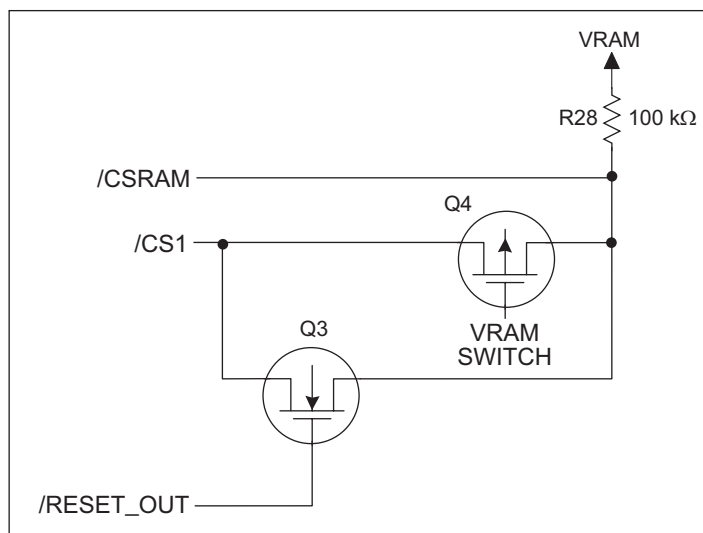 VRAM
R28 100 kΩ
/CSRAM
Q4
/CS1
VRAM
SWITCH
Q3
/RESET_OUT